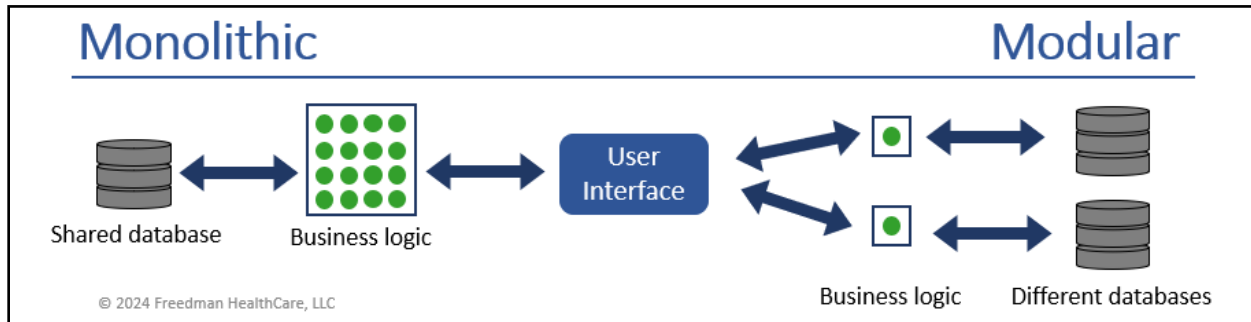 Monolithic
Modular
User
Interface
Shared database
Business logic
Business logic
Different databases
© 2024 Freedman HealthCare, LLC